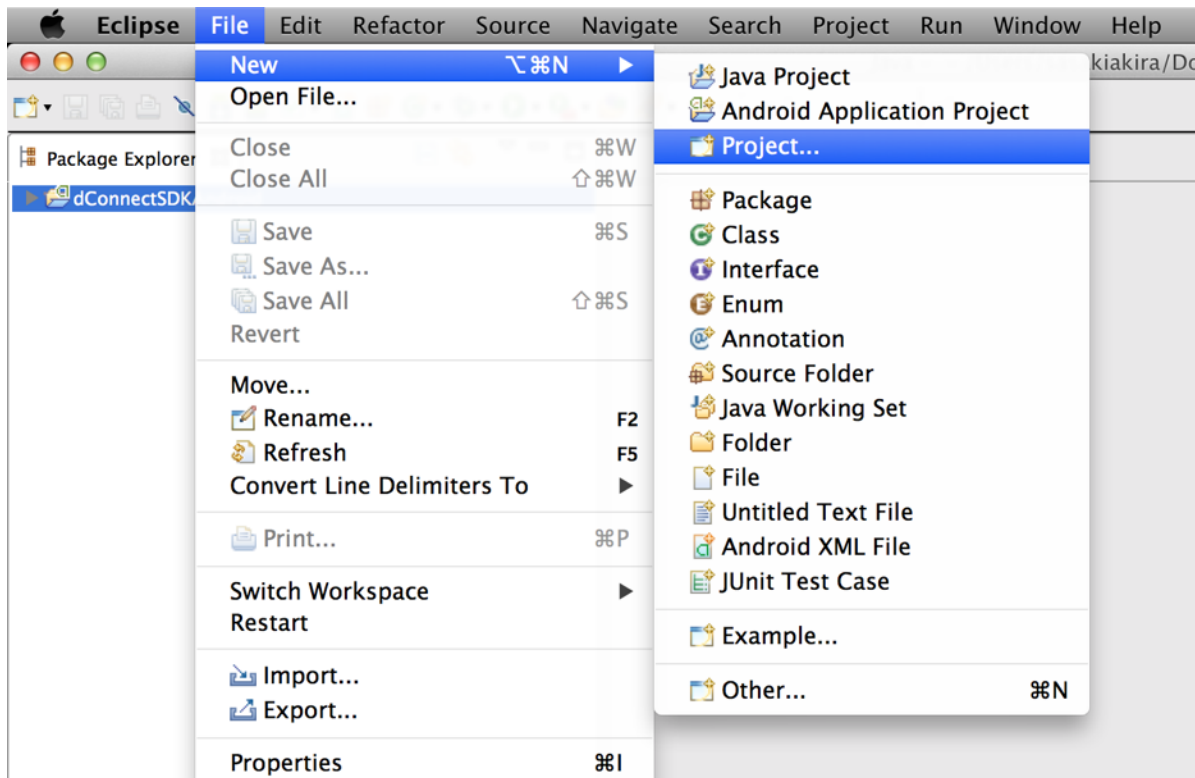 Eclipse File Edit Refactor Source Navigate Search Project Run Window Help
kiakira/Do
Package Explorer
dConnectSDK
New ⌥⌘N ▶
Open File...
Close ⌘W
Close All ⇧⌘W
Save ⌘S
Save As...
Save All ⇧⌘S
Revert
Move...
Rename... F2
Refresh F5
Convert Line Delimiters To ▶
Print... ⌘P
Switch Workspace ▶
Restart
Import...
Export...
Properties ⌘I
Java Project
Android Application Project
Project...
Package
Class
Interface
Enum
Annotation
Source Folder
Java Working Set
Folder
File
Untitled Text File
Android XML File
JUnit Test Case
Example...
Other... ⌘N